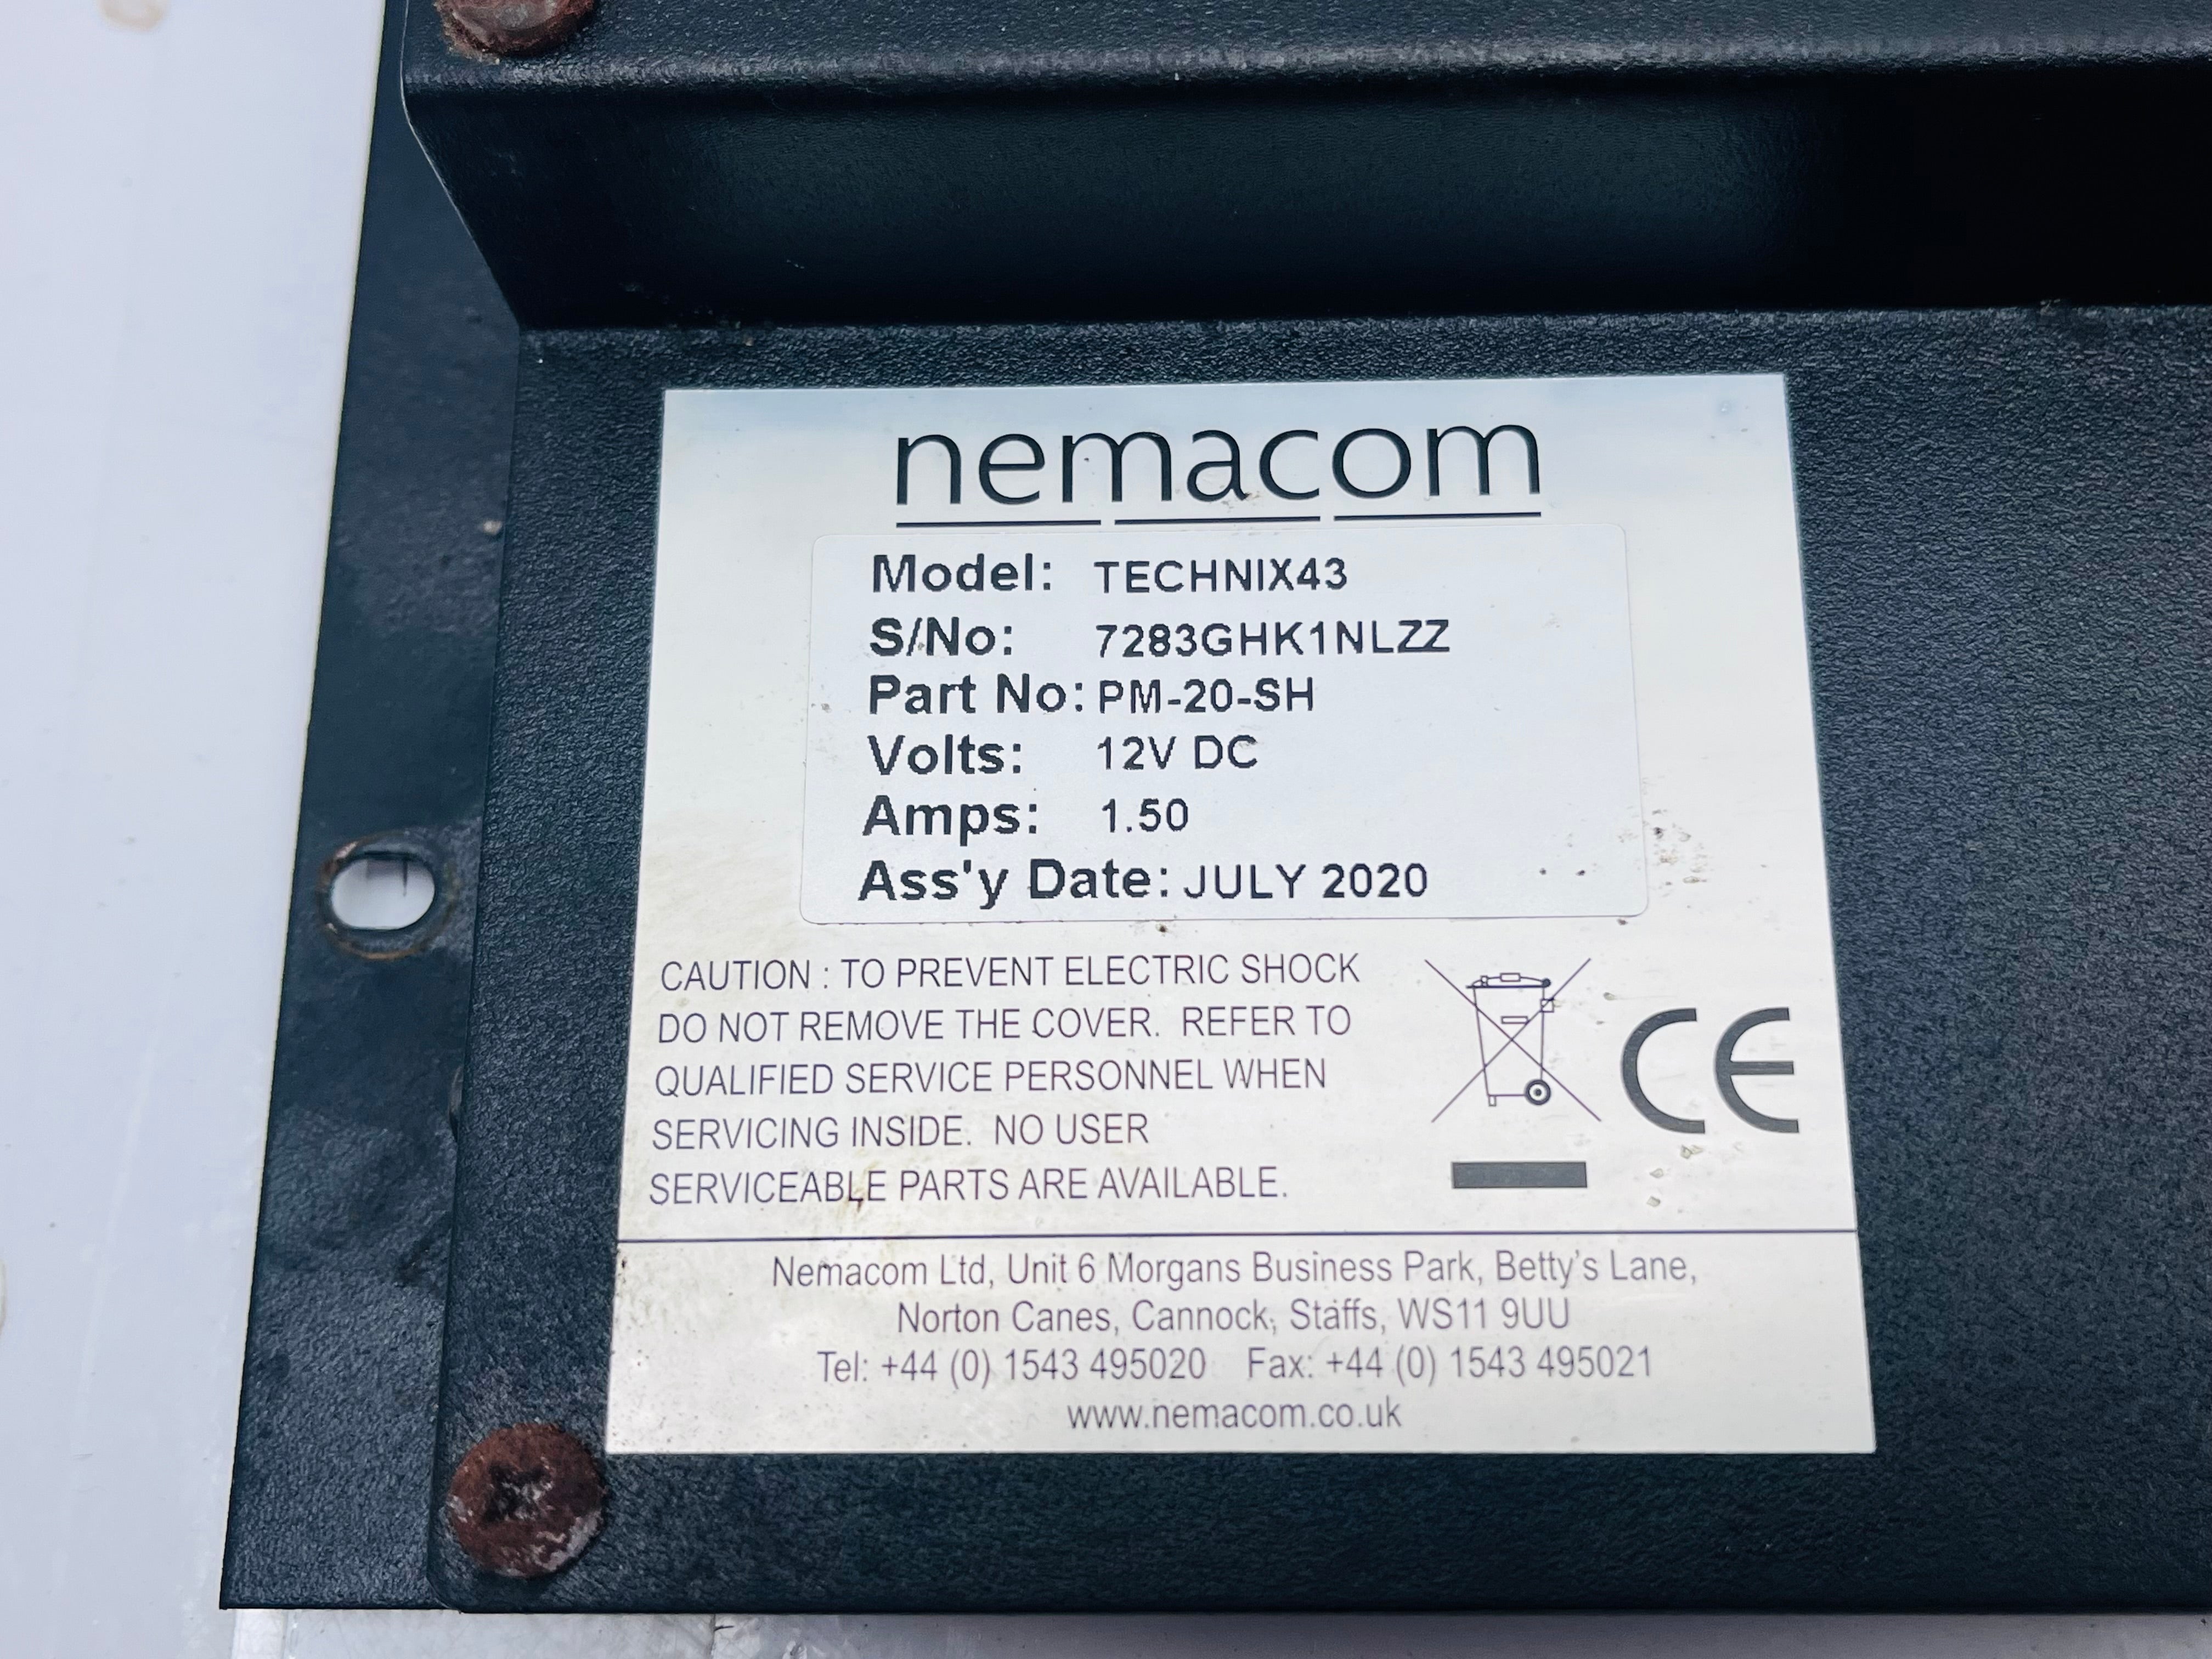 nemacom
Model: TECHNIX43
S/No: 7283GHK1NLZZ
Part No: PM-20-SH
Volts: 12V DC
Amps: 1.50
Ass'y Date: JULY 2020
CAUTION : TO PREVENT ELECTRIC SHOCK
DO NOT REMOVE THE COVER. REFER TO
QUALIFIED SERVICE PERSONNEL WHEN
SERVICING INSIDE. NO USER
SERVICEABLE PARTS ARE AVAILABLE.
CE
Nemacom Ltd, Unit 6 Morgans Business Park, Betty's Lane,
Norton Canes, Cannock, Staffs, WS11 9UU
Tel: +44 (0) 1543 495020 Fax: +44 (0) 1543 495021
www.nemacom.co.uk